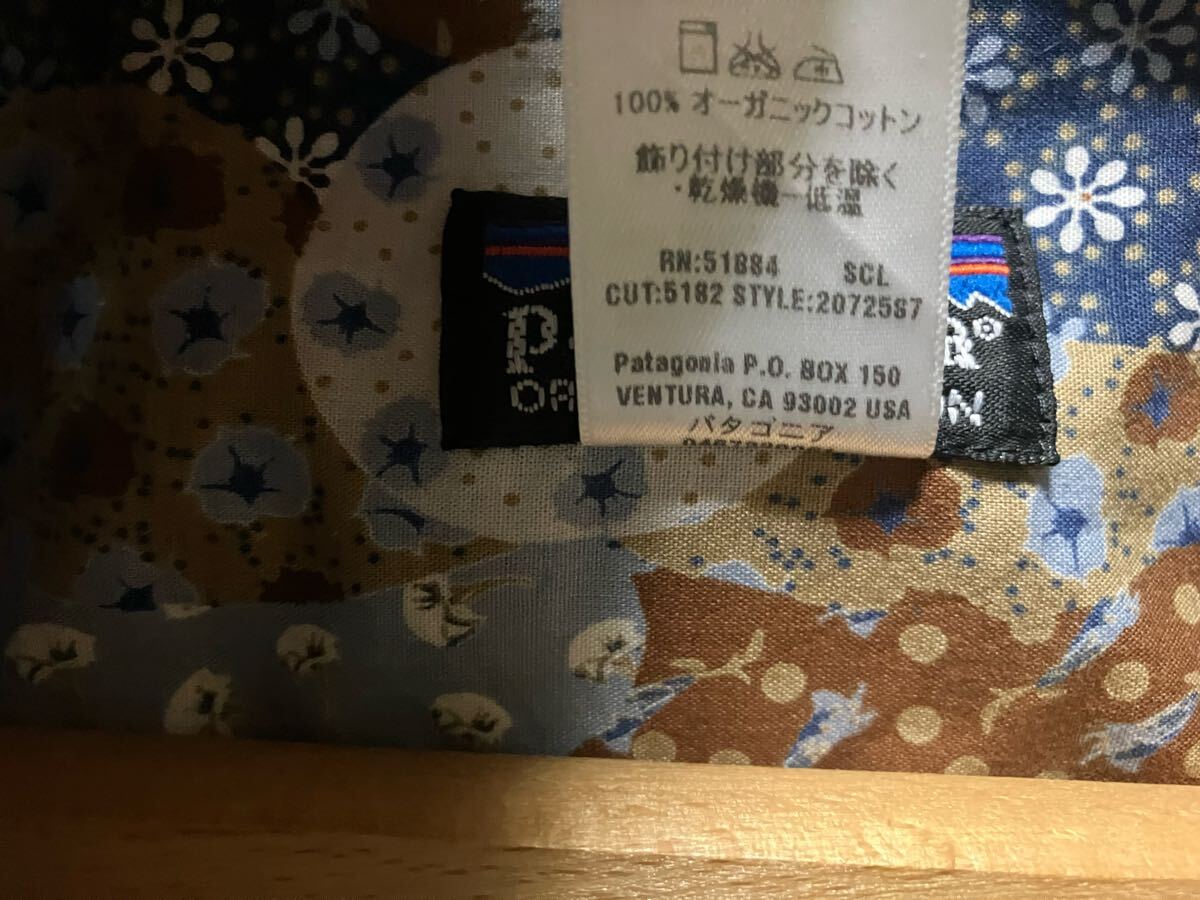 100% オーガニックコットン
飾り付け部分を除く
・乾燥機ー低温
RN:51884 SCL
CUT:5182 STYLE:20725S7
Patagonia P.O. BOX 150
VENTURA, CA 93002 USA
パタゴニア